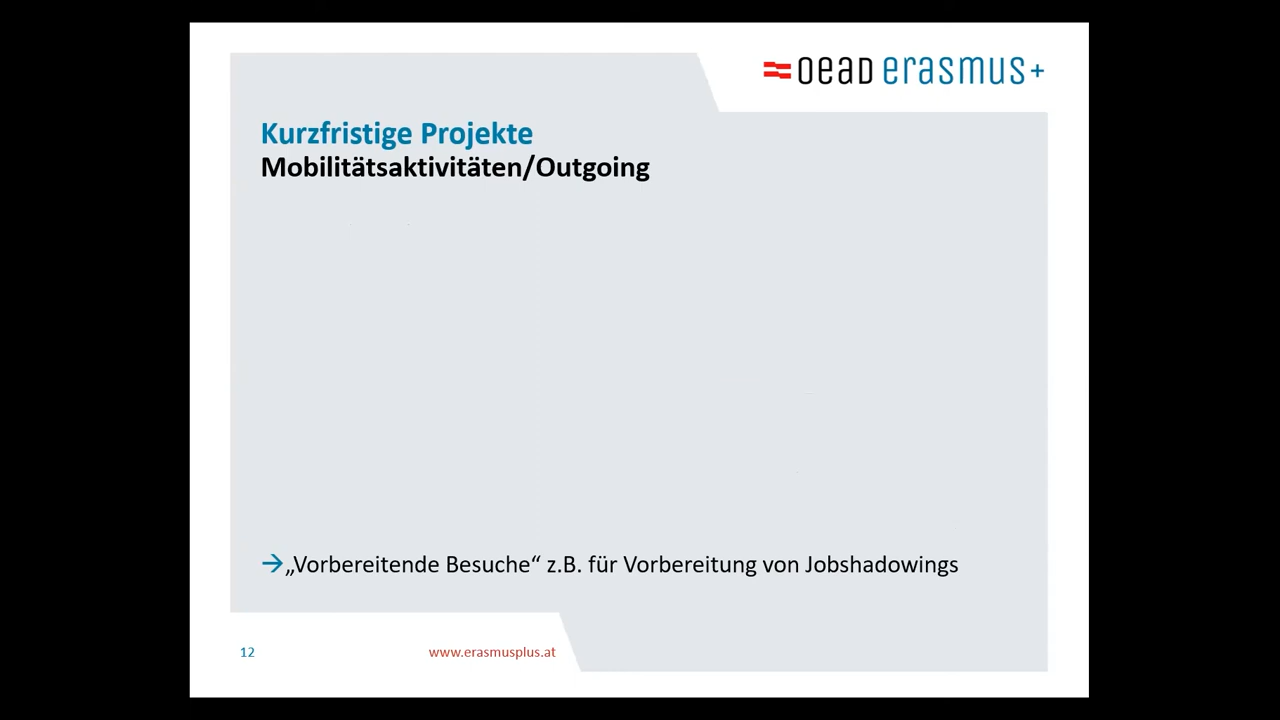 OEAD erasmus+
Kurzfristige Projekte
Mobilitätsaktivitäten/Outgoing
→„Vorbereitende Besuche“ z.B. für Vorbereitung von Jobshadowings
12
www.erasmusplus.at